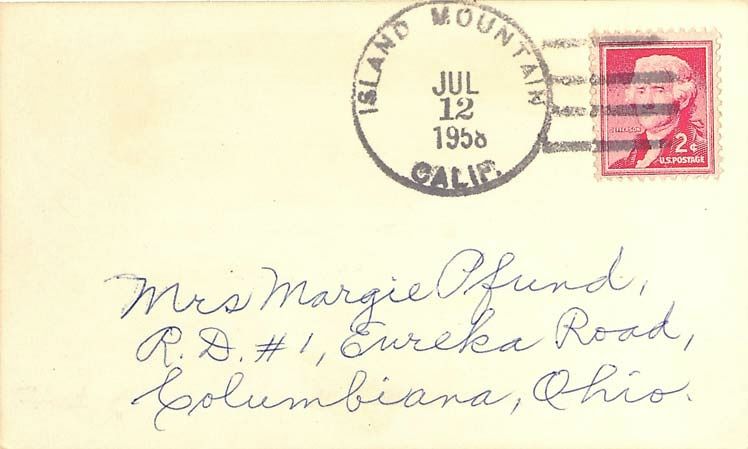 ISLAND MOUNTAIN
JUL
12
1958
CALIF.
JEFFERSON
2¢
U.S. POSTAGE
Mrs Margie Pfund,
R.D. #1, Eureka Road,
Columbiana, Ohio.